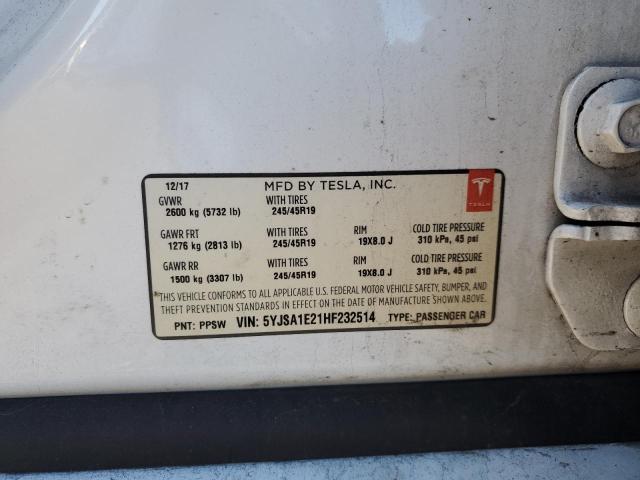 12/17 MFD BY TESLA, INC.
GVWR WITH TIRES
2600 kg (5732 lb) 245/45R19
TESLA
GAWR FRT WITH TIRES RIM COLD TIRE PRESSURE
1276 kg (2813 lb) 245/45R19 19X8.0 J 310 kPa, 45 psi
GAWR RR WITH TIRES RIM COLD TIRE PRESSURE
1500 kg (3307 lb) 245/45R19 19X8.0 J 310 kPa, 45 psi
*THIS VEHICLE CONFORMS TO ALL APPLICABLE U.S. FEDERAL MOTOR VEHICLE SAFETY, BUMPER, AND
THEFT PREVENTION STANDARDS IN EFFECT ON THE DATE OF MANUFACTURE SHOWN ABOVE.
PNT: PPSW VIN: 5YJSA1E21HF232514 TYPE: PASSENGER CAR